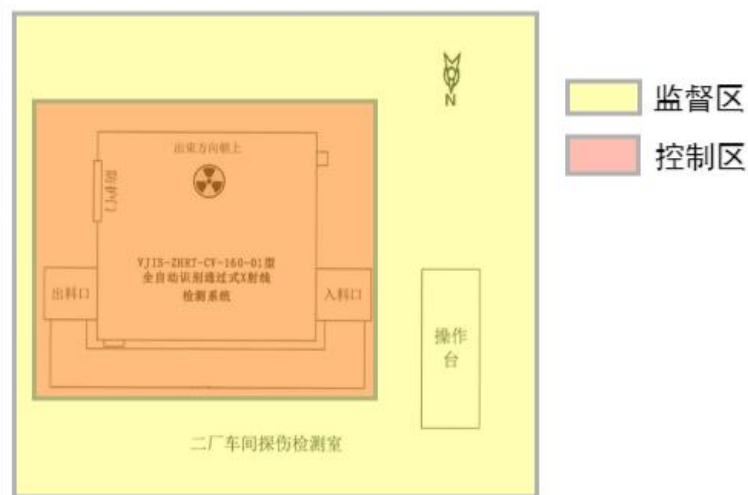 N
监督区
控制区
出束方向朝上
防护门
VJIS-ZHRT-CV-160-01型
全自动识别透过式X射线
检测系统
出料口
入料口
操作
台
二厂车间探伤检测室